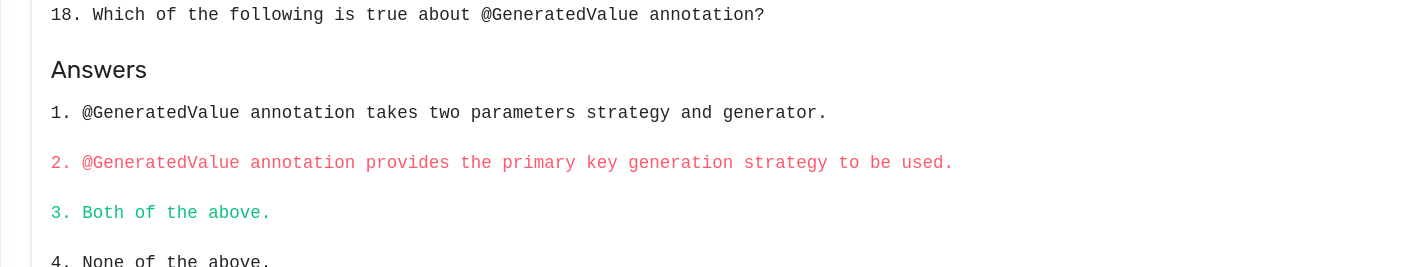 18. Which of the following is true about @GeneratedValue annotation?
Answers
1. @GeneratedValue annotation takes two parameters strategy and generator.
2. @GeneratedValue annotation provides the primary key generation strategy to be used.
3. Both of the above.
4. None of the above.